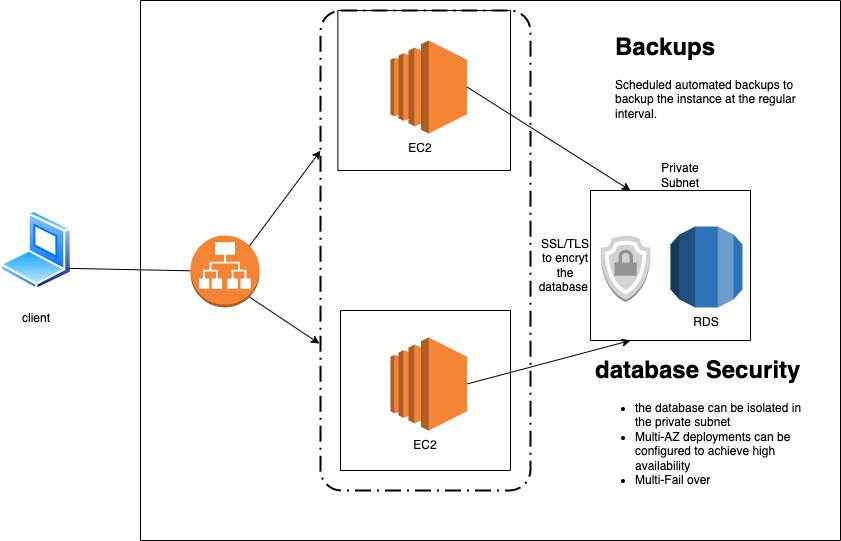 Backups
Scheduled automated backups to
backup the instance at the regular
interval.
EC2
Private
Subnet
SSL/TLS
to encryt
the
database
RDS
client
database Security
• the database can be isolated in
the private subnet
• Multi-AZ deployments can be
configured to achieve high
availability
• Multi-Fail over
EC2